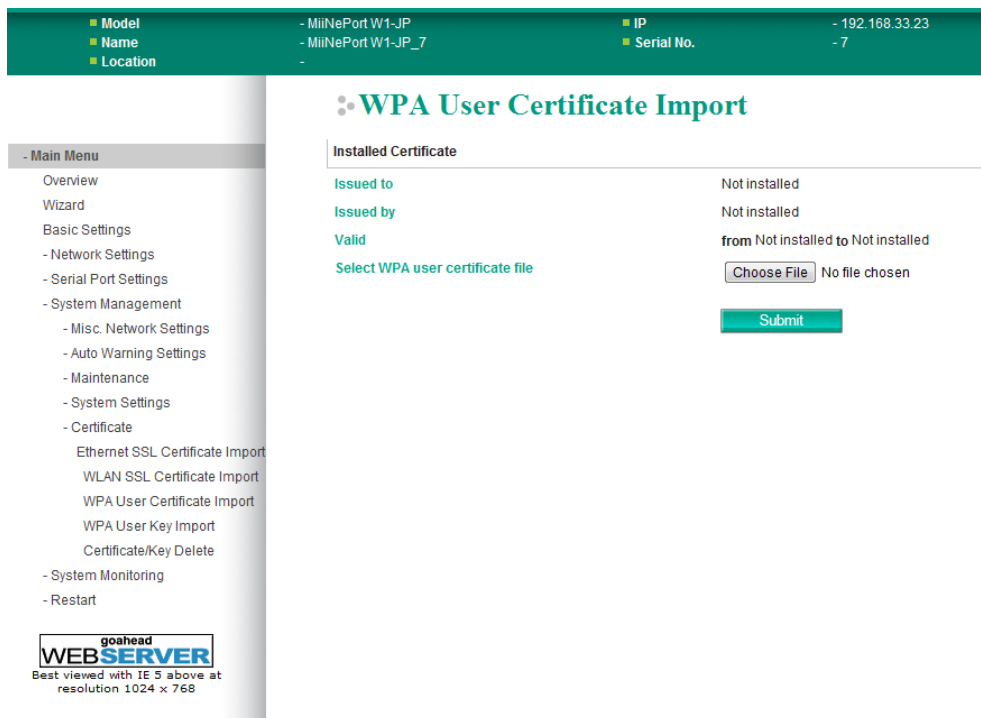 Model - MiiNePort W1-JP IP - 192.168.33.23
Name - MiiNePort W1-JP_7 Serial No. - 7
Location -
WPA User Certificate Import
- Main Menu
Overview
Wizard
Basic Settings
- Network Settings
- Serial Port Settings
- System Management
- Misc. Network Settings
- Auto Warning Settings
- Maintenance
- System Settings
- Certificate
Ethernet SSL Certificate Import
WLAN SSL Certificate Import
WPA User Certificate Import
WPA User Key Import
Certificate/Key Delete
- System Monitoring
- Restart
goahead
WEBSERVER
Best viewed with IE 5 above at
resolution 1024 x 768
Installed Certificate
Issued to Not installed
Issued by Not installed
Valid from Not installed to Not installed
Select WPA user certificate file Choose File No file chosen
Submit